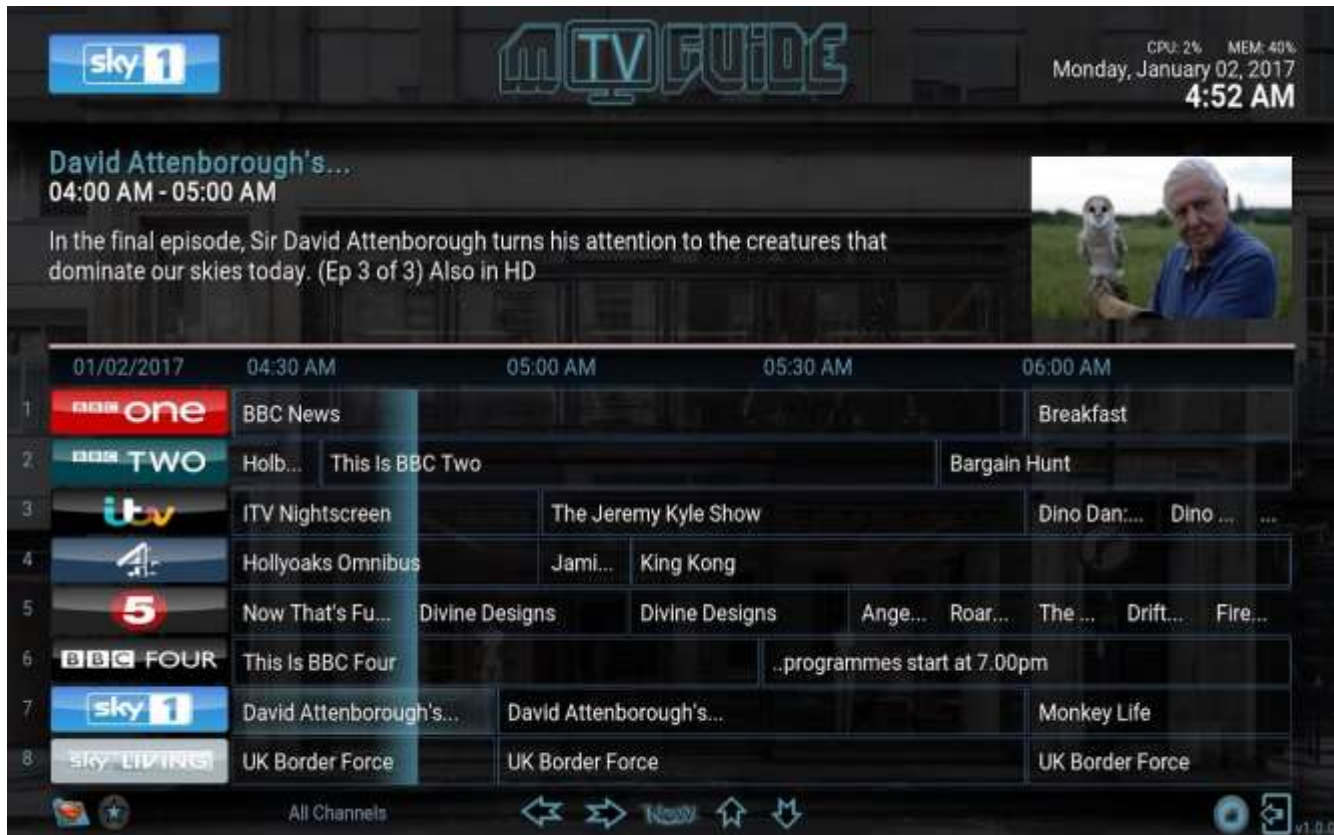 sky 1
m TV GUIDE
CPU: 2% MEM: 40%
Monday, January 02, 2017
4:52 AM
David Attenborough's...
04:00 AM - 05:00 AM
In the final episode, Sir David Attenborough turns his attention to the creatures that
dominate our skies today. (Ep 3 of 3) Also in HD
01/02/2017 04:30 AM 05:00 AM 05:30 AM 06:00 AM
1 BBC one BBC News Breakfast
2 BBC TWO Holb... This Is BBC Two Bargain Hunt
3 itv ITV Nightscreen The Jeremy Kyle Show Dino Dan:... Dino ... ...
4 4 Hollyoaks Omnibus Jami... King Kong
5 5 Now That's Fu... Divine Designs Divine Designs Ange... Roar... The ... Drift... Fire...
6 BBC FOUR This Is BBC Four ..programmes start at 7.00pm
7 sky 1 David Attenborough's... David Attenborough's... Monkey Life
8 sky LIVING UK Border Force UK Border Force UK Border Force
All Channels Now v1.0.0